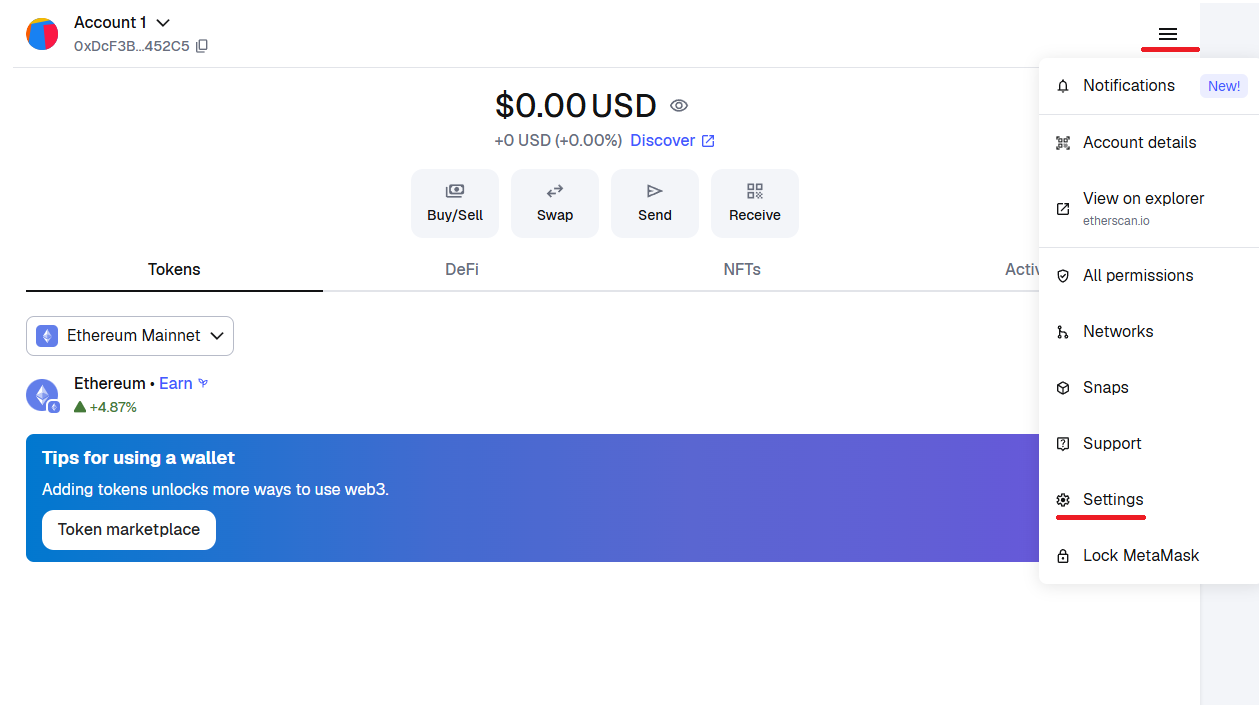 Account 1
0xDcF3B...452C5
$0.00 USD
+0 USD (+0.00%) Discover
Buy/Sell
Swap
Send
Receive
Tokens
DeFi
NFTs
Activ
Ethereum Mainnet
Ethereum • Earn
+4.87%
Tips for using a wallet
Adding tokens unlocks more ways to use web3.
Token marketplace
Notifications New!
Account details
View on explorer
etherscan.io
All permissions
Networks
Snaps
Support
Settings
Lock MetaMask